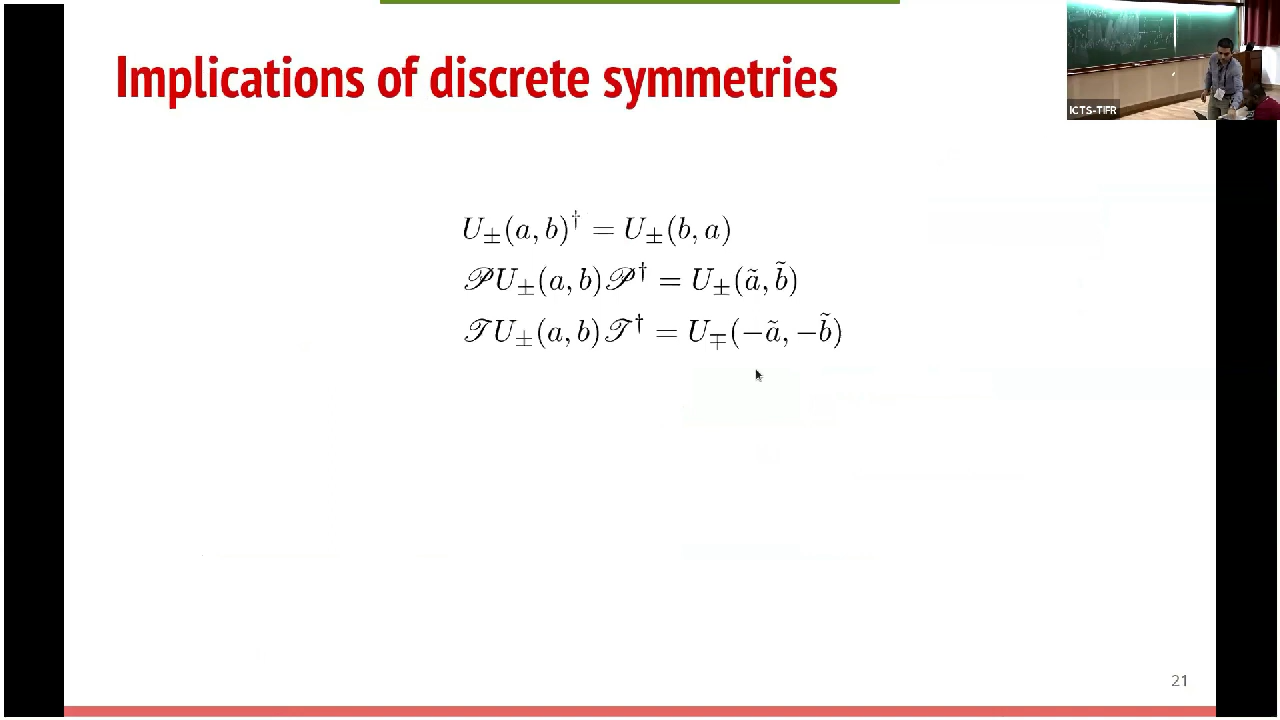 Implications of discrete symmetries
ICTS-TIFR
U±(a, b)† = U±(b, a)
𝒫U±(a, b)𝒫† = U±(ã, b̃)
𝒯U±(a, b)𝒯† = U∓(−ã, −b̃)
21